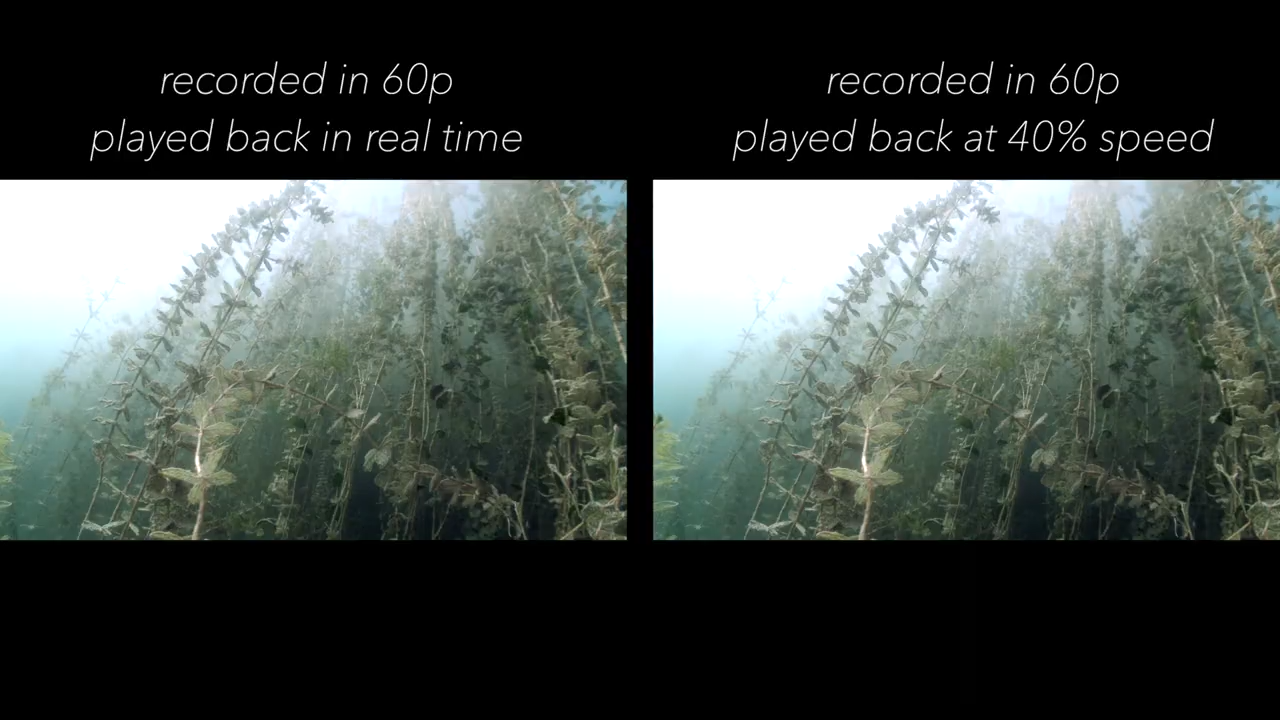 recorded in 60p
played back in real time
recorded in 60p
played back at 40% speed